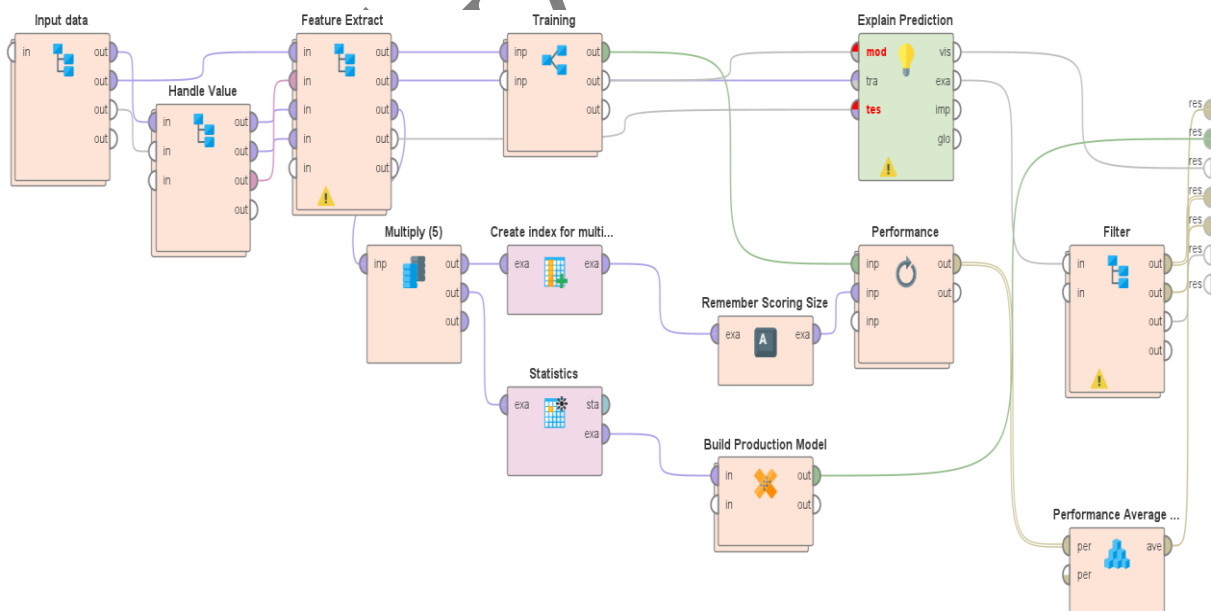 Input data
in out
out
out
out
Handle Value
in out
in out
in out
out
Feature Extract
in out
in out
in out
in out
in out
Training
inp out
inp out
out
Explain Prediction
mod vis
tra exa
tes imp
glo
Multiply (5)
inp out
out
out
Create index for multi...
exa exa
Remember Scoring Size
exa exa
A
Performance
inp out
inp out
inp
Filter
in out
in out
out
out
Statistics
exa sta
exa
Build Production Model
in out
in out
Performance Average ...
per ave
per
res
res
res
res
res
res
res